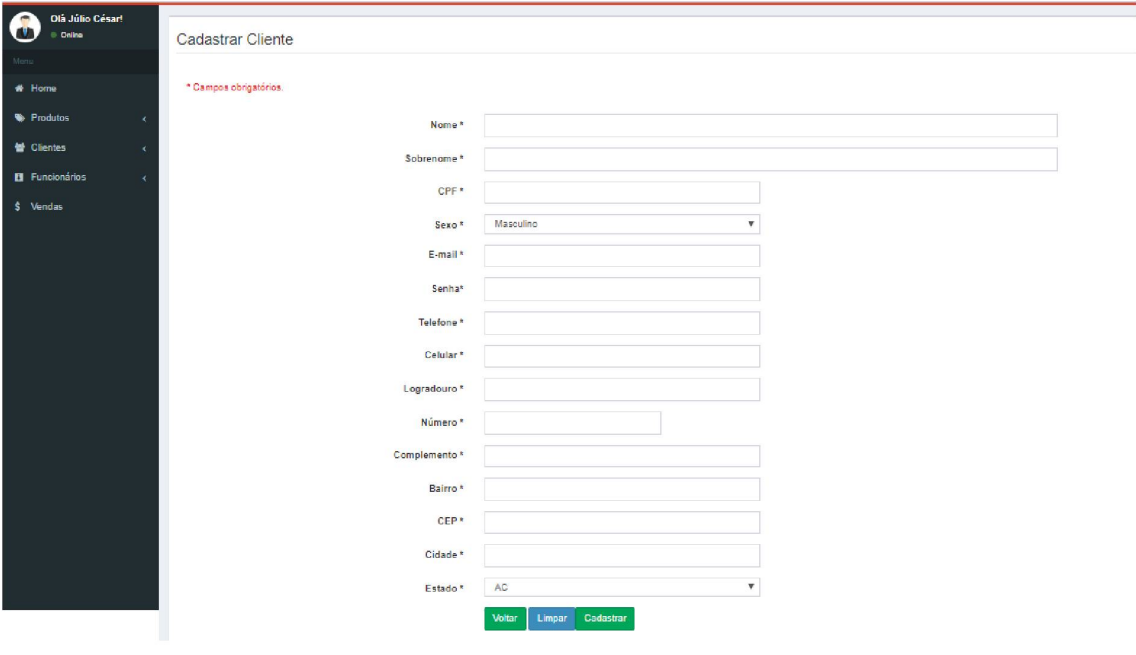 Olá Júlio César!
Online
Menu
Home
Produtos
Clientes
Funcionários
$ Vendas
Cadastrar Cliente
* Campos obrigatórios.
Nome *
Sobrenome *
CPF *
Sexo * Masculino
E-mail *
Senha*
Telefone *
Celular *
Logradouro *
Número *
Complemento *
Bairro *
CEP *
Cidade *
Estado * AC
Voltar Limpar Cadastrar